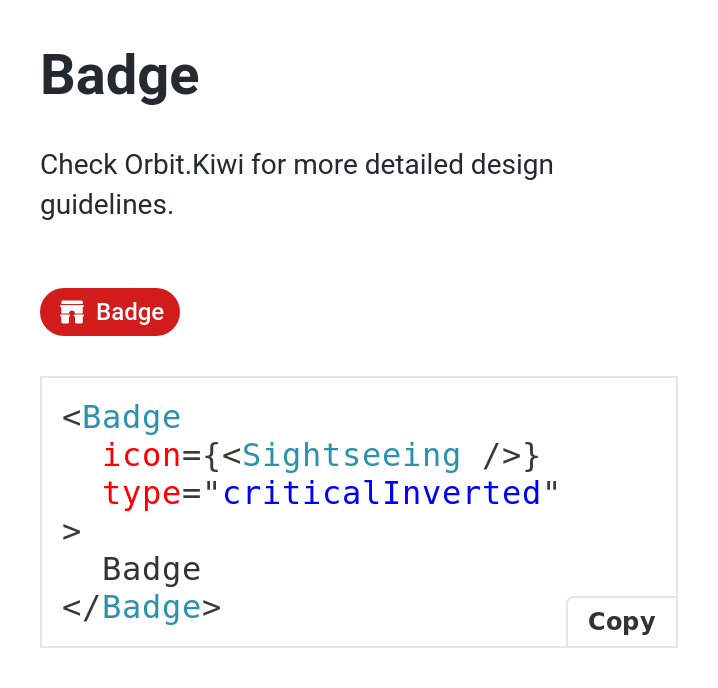 Badge
Check Orbit.Kiwi for more detailed design
guidelines.
Badge
<Badge
  icon={<Sightseeing />}
  type="criticalInverted"
>
  Badge
</Badge>
Copy